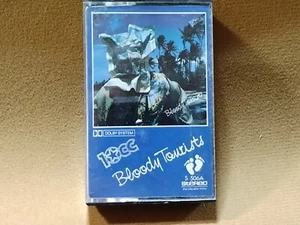 DOLBY SYSTEM
10CC
Bloody Tourists
S 506A
STEREO